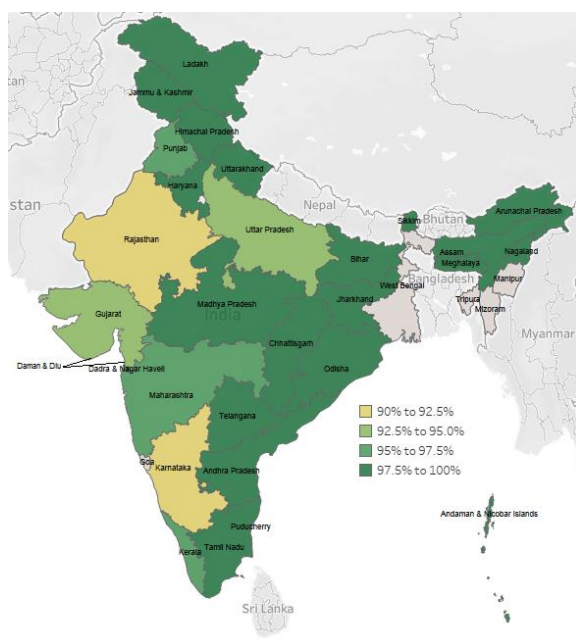 Ladakh
Jammu & Kashmir
Himachal Pradesh
Punjab
Uttarakhand
Haryana
stan
Nepal
Sikkim
Bhutan
Arunachal Pradesh
Rajasthan
Uttar Pradesh
Assam
Nagaland
Bihar
Meghalaya
Manipur
Bangladesh
West Bengal
Gujarat
Madhya Pradesh
Jharkhand
Tripura
Mizoram
India
Myanmar
Chhattisgarh
Daman & Diu
Dadra & Nagar Haveli
Odisha
Maharashtra
Telangana
90% to 92.5%
92.5% to 95.0%
95% to 97.5%
97.5% to 100%
Goa
Karnataka
Andhra Pradesh
Andaman & Nicobar Islands
Puducherry
Kerala
Tamil Nadu
Sri Lanka